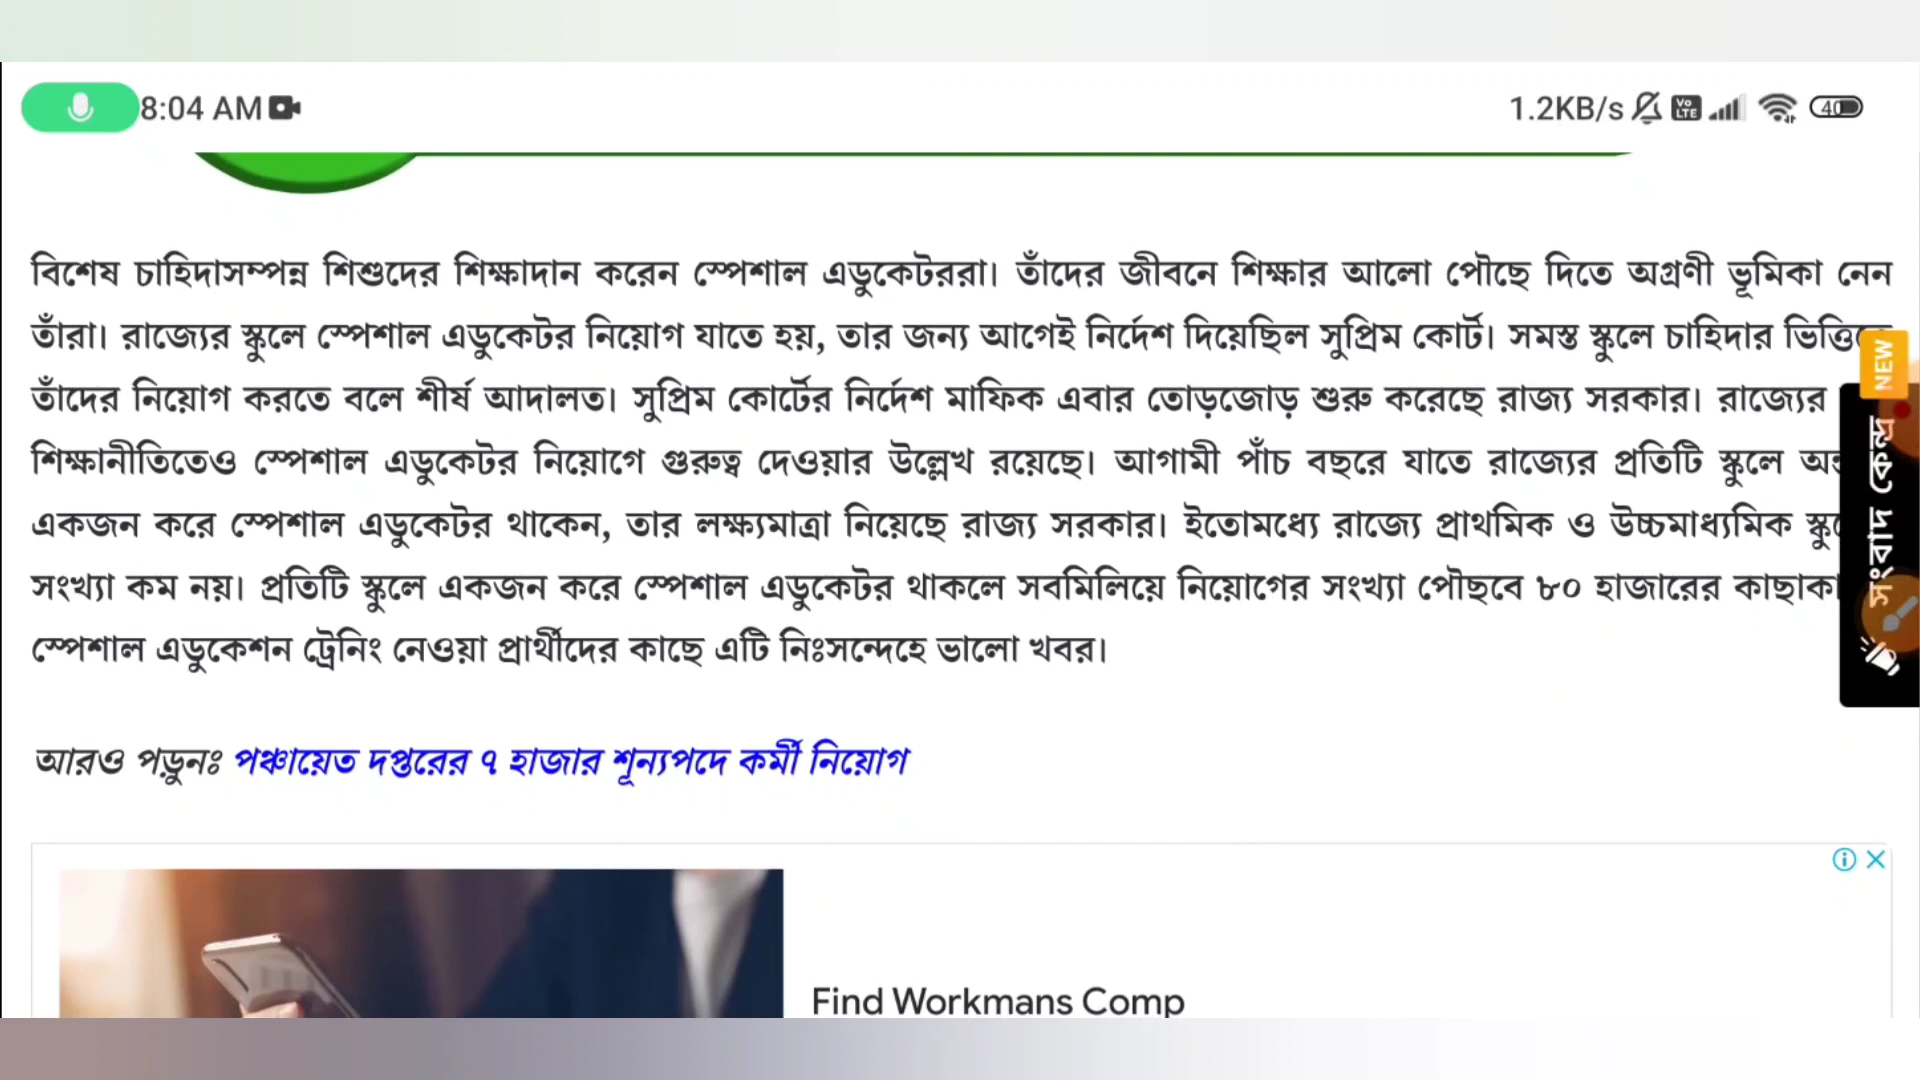 8:04 AM
1.2KB/s
Vo LTE
40
বিশেষ চাহিদাসম্পন্ন শিশুদের শিক্ষাদান করেন স্পেশাল এডুকেটররা। তাঁদের জীবনে শিক্ষার আলো পৌছে দিতে অগ্রণী ভূমিকা নেন
তাঁরা। রাজ্যের স্কুলে স্পেশাল এডুকেটর নিয়োগ যাতে হয়, তার জন্য আগেই নির্দেশ দিয়েছিল সুপ্রিম কোর্ট। সমস্ত স্কুলে চাহিদার
তাঁদের নিয়োগ করতে বলে শীর্ষ আদালত। সুপ্রিম কোর্টের নির্দেশ মাফিক এবার তোড়জোড় শুরু করেছে রাজ্য সরকার। রাজ্যের
শিক্ষানীতিতেও স্পেশাল এডুকেটর নিয়োগে গুরুত্ব দেওয়ার উল্লেখ রয়েছে। আগামী পাঁচ বছরে যাতে রাজ্যের প্রতিটি স্কুলে
একজন করে স্পেশাল এডুকেটর থাকেন, তার লক্ষ্যমাত্রা নিয়েছে রাজ্য সরকার। ইতোমধ্যে রাজ্যে প্রাথমিক ও উচ্চমাধ্যমিক
সংখ্যা কম নয়। প্রতিটি স্কুলে একজন করে স্পেশাল এডুকেটর থাকলে সবমিলিয়ে নিয়োগের সংখ্যা পৌছবে ৮০ হাজারের
স্পেশাল এডুকেশন ট্রেনিং নেওয়া প্রার্থীদের কাছে এটি নিঃসন্দেহে ভালো খবর।
NEW
সংবাদ কেন্দ্র
আরও পড়ুনঃ পঞ্চায়েত দপ্তরের ৭ হাজার শূন্যপদে কর্মী নিয়োগ
Find Workmans Comp